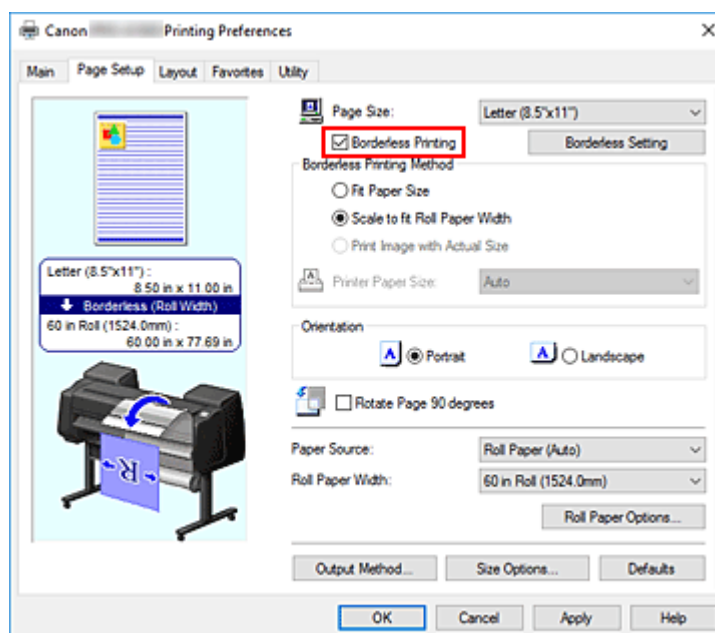 Canon Printing Preferences
Main Page Setup Layout Favorites Utility
Page Size: Letter (8.5"x11")
Borderless Printing Borderless Setting
Borderless Printing Method
Fit Paper Size
Scale to fit Roll Paper Width
Print Image with Actual Size
Printer Paper Size: Auto
Letter (8.5"x11") :
8.50 in x 11.00 in
Borderless (Roll Width)
60 in Roll (1524.0mm) :
60.00 in x 77.69 in
Orientation
A Portrait A Landscape
Rotate Page 90 degrees
R
Paper Source: Roll Paper (Auto)
Roll Paper Width: 60 in Roll (1524.0mm)
Roll Paper Options...
Output Method... Size Options... Defaults
OK Cancel Apply Help